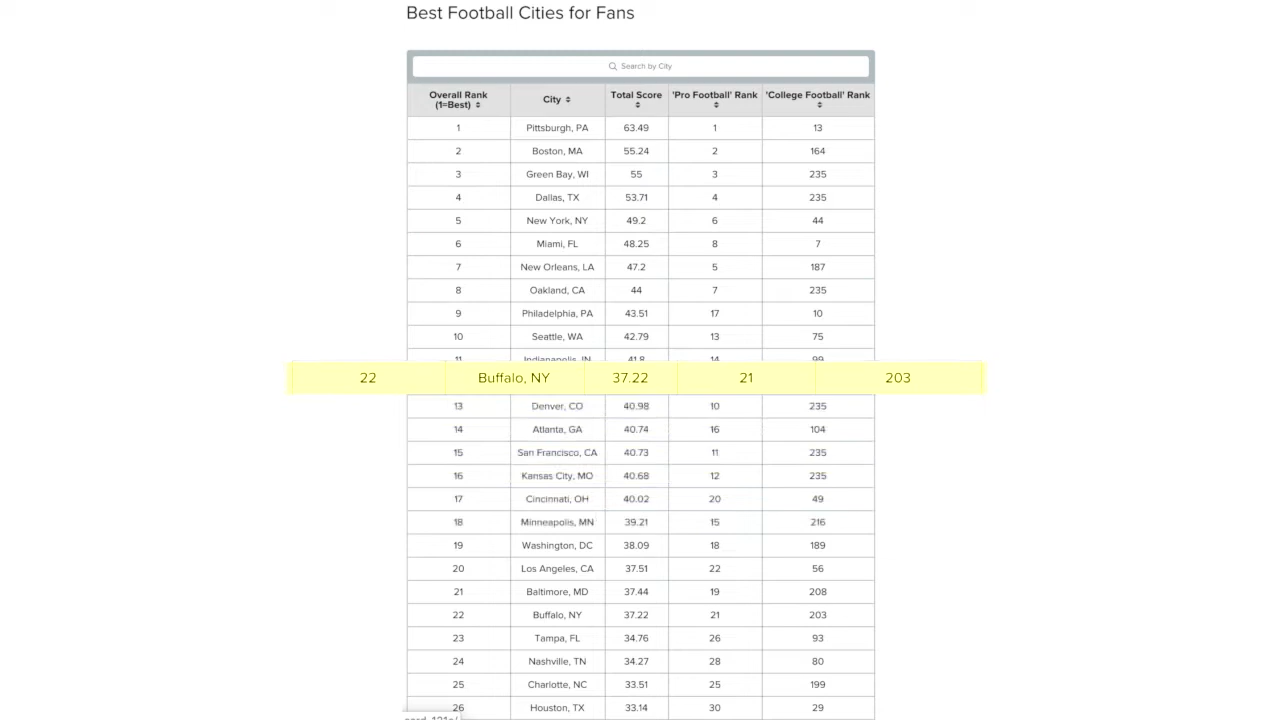 Best Football Cities for Fans
Search by City
Overall Rank (1=Best) City Total Score 'Pro Football' Rank 'College Football' Rank
1 Pittsburgh, PA 63.49 1 13
2 Boston, MA 55.24 2 164
3 Green Bay, WI 55 3 235
4 Dallas, TX 53.71 4 235
5 New York, NY 49.2 6 44
6 Miami, FL 48.25 8 7
7 New Orleans, LA 47.2 5 187
8 Oakland, CA 44 7 235
9 Philadelphia, PA 43.51 17 10
10 Seattle, WA 42.79 13 75
11 Indianapolis, IN 41.8 14 99
22 Buffalo, NY 37.22 21 203
13 Denver, CO 40.98 10 235
14 Atlanta, GA 40.74 16 104
15 San Francisco, CA 40.73 11 235
16 Kansas City, MO 40.68 12 235
17 Cincinnati, OH 40.02 20 49
18 Minneapolis, MN 39.21 15 216
19 Washington, DC 38.09 18 189
20 Los Angeles, CA 37.51 22 56
21 Baltimore, MD 37.44 19 208
22 Buffalo, NY 37.22 21 203
23 Tampa, FL 34.76 26 93
24 Nashville, TN 34.27 28 80
25 Charlotte, NC 33.51 25 199
26 Houston, TX 33.14 30 29